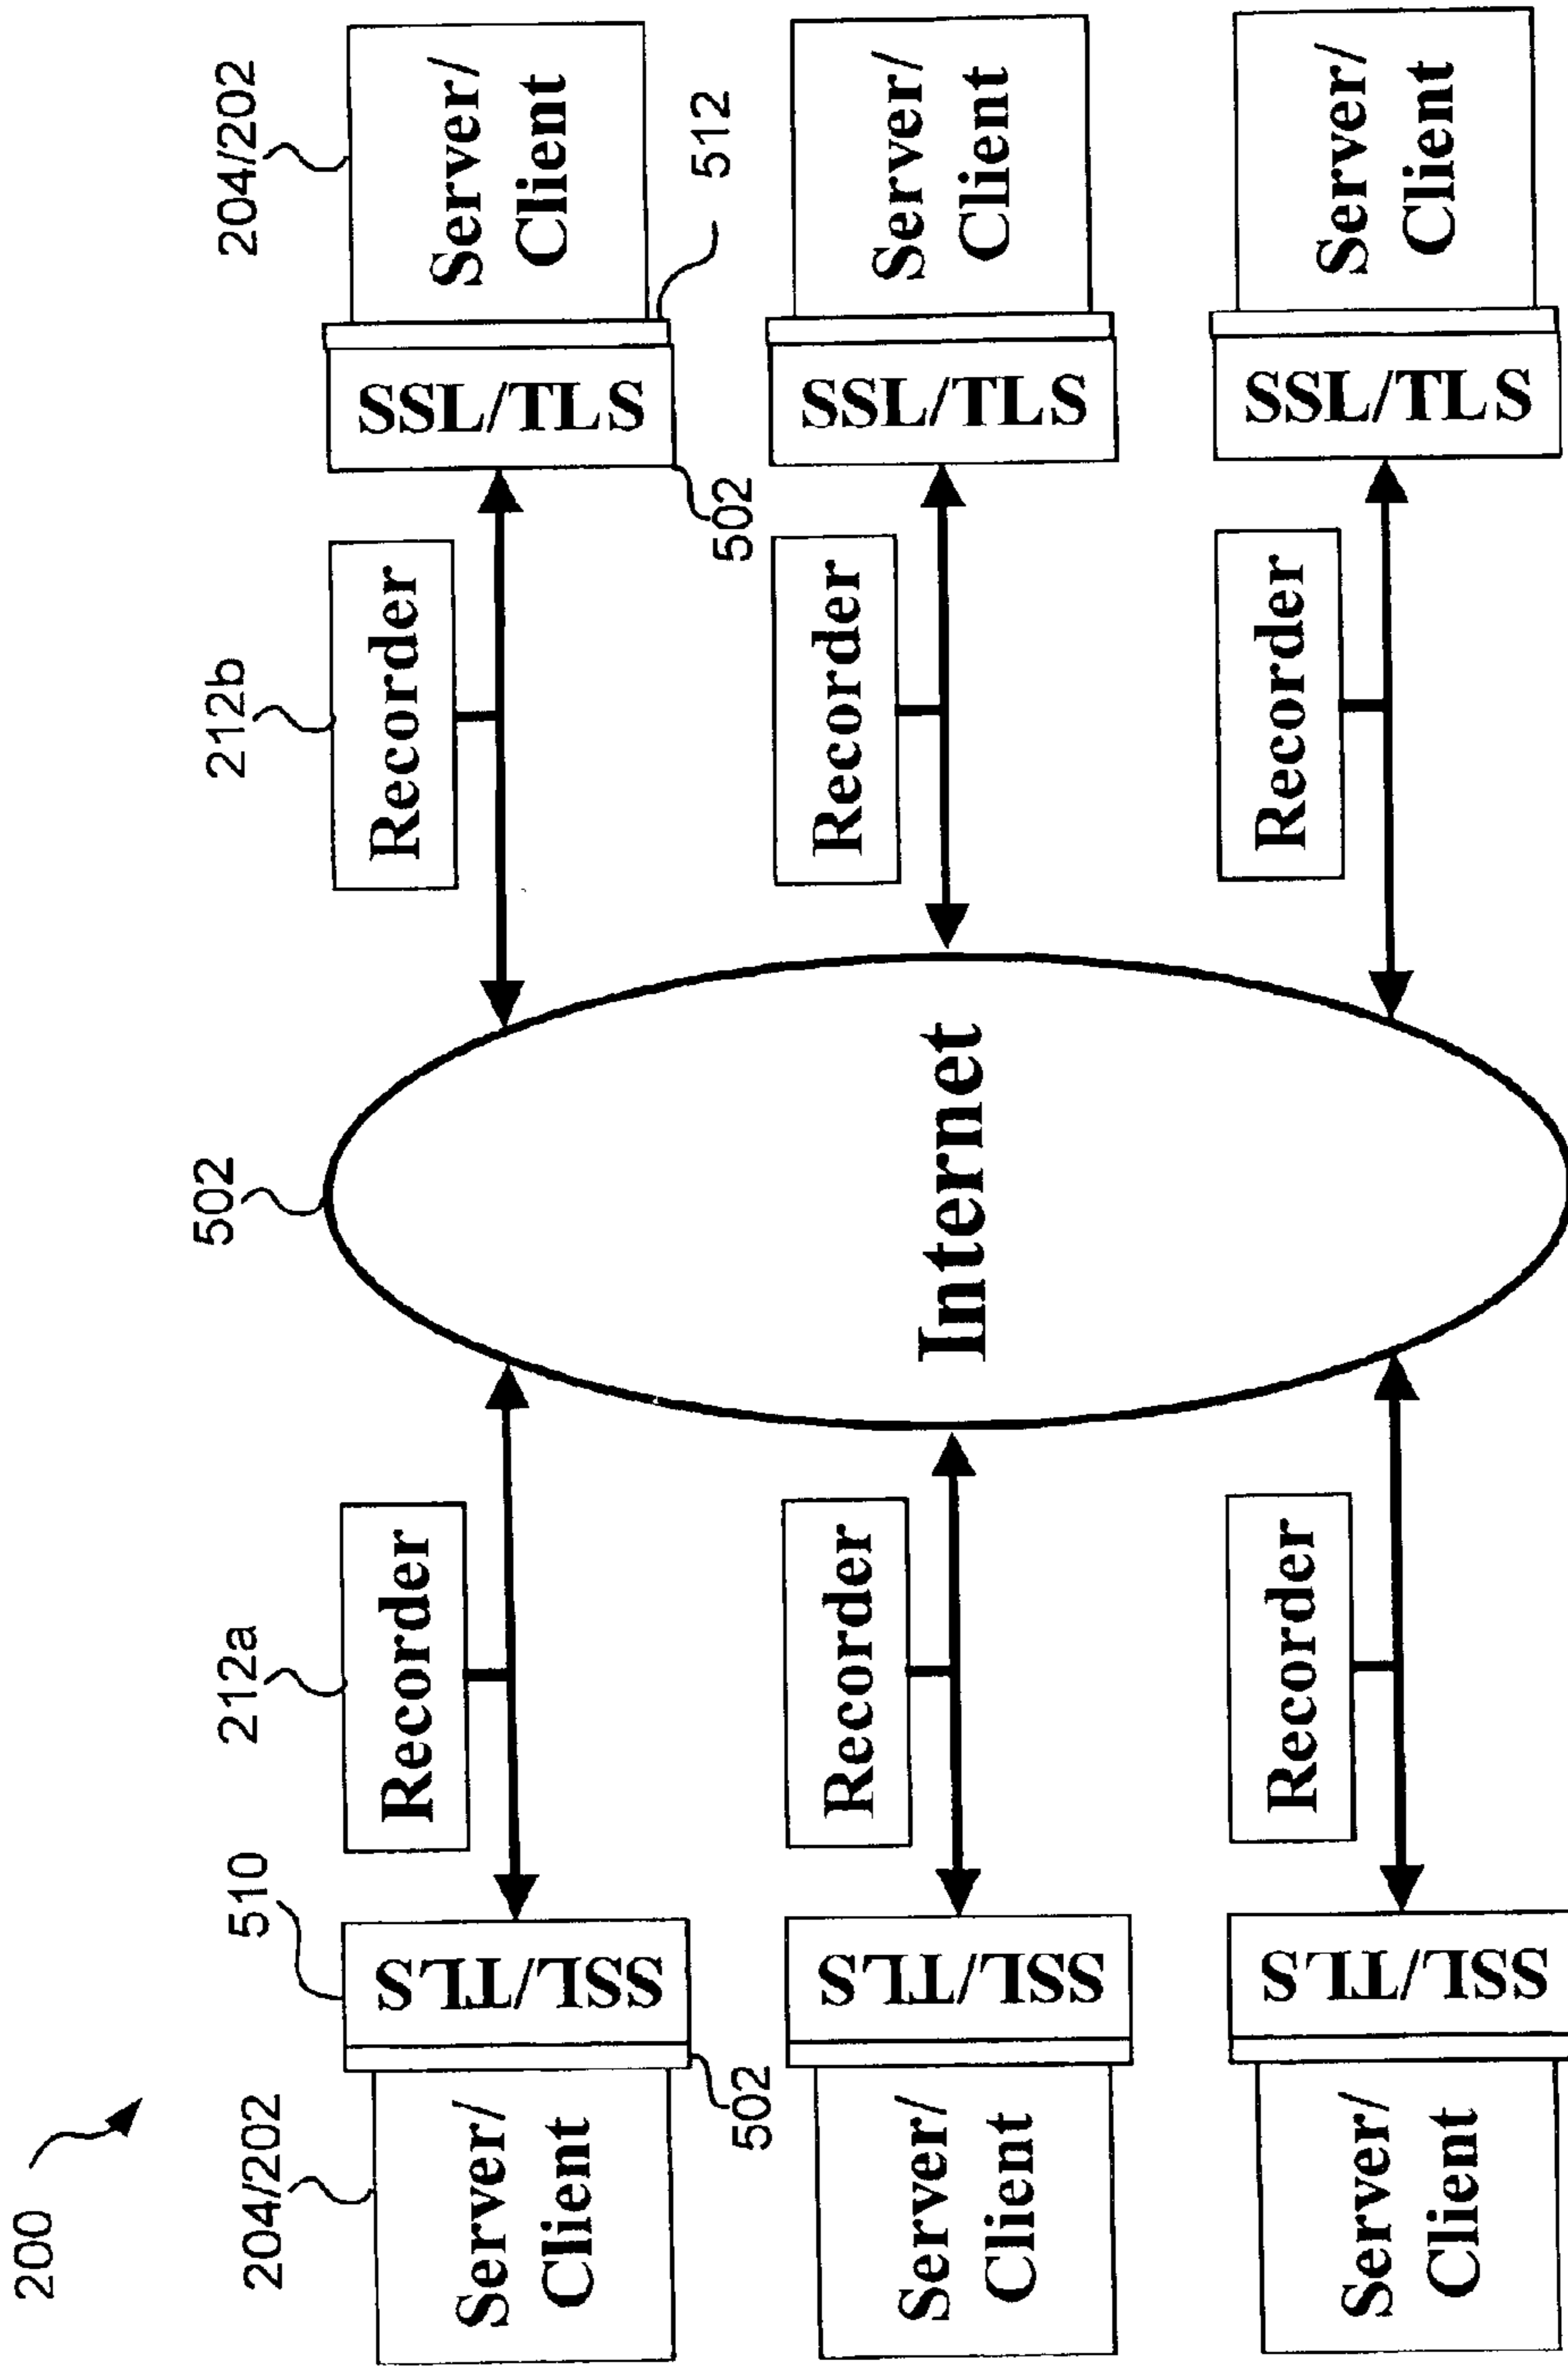 200
204/202
510
212a
502
212b
204/202
Server/
Client
502
SSL/TLS
Recorder
Internet
Recorder
502
SSL/TLS
512
Server/
Client
Server/
Client
SSL/TLS
Recorder
Recorder
SSL/TLS
Server/
Client
Server/
Client
SSL/TLS
Recorder
Recorder
SSL/TLS
Server/
Client